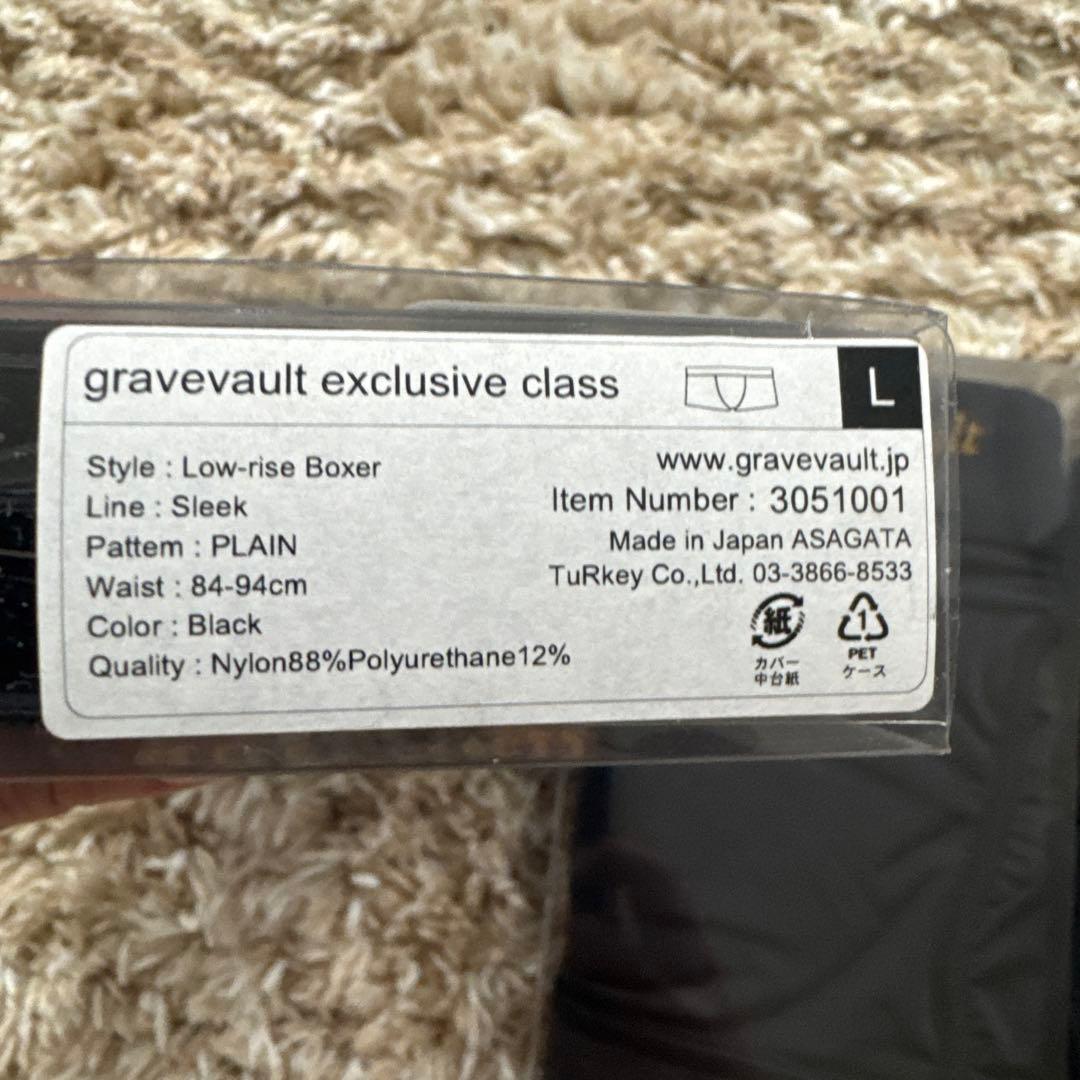 gravevault exclusive class
L
Style : Low-rise Boxer
Line : Sleek
Pattem : PLAIN
Waist : 84-94cm
Color : Black
Quality : Nylon88%Polyurethane12%
www.gravevault.jp
Item Number : 3051001
Made in Japan ASAGATA
TuRkey Co.,Ltd. 03-3866-8533
紙
カバー
中台紙
1
PET
ケース